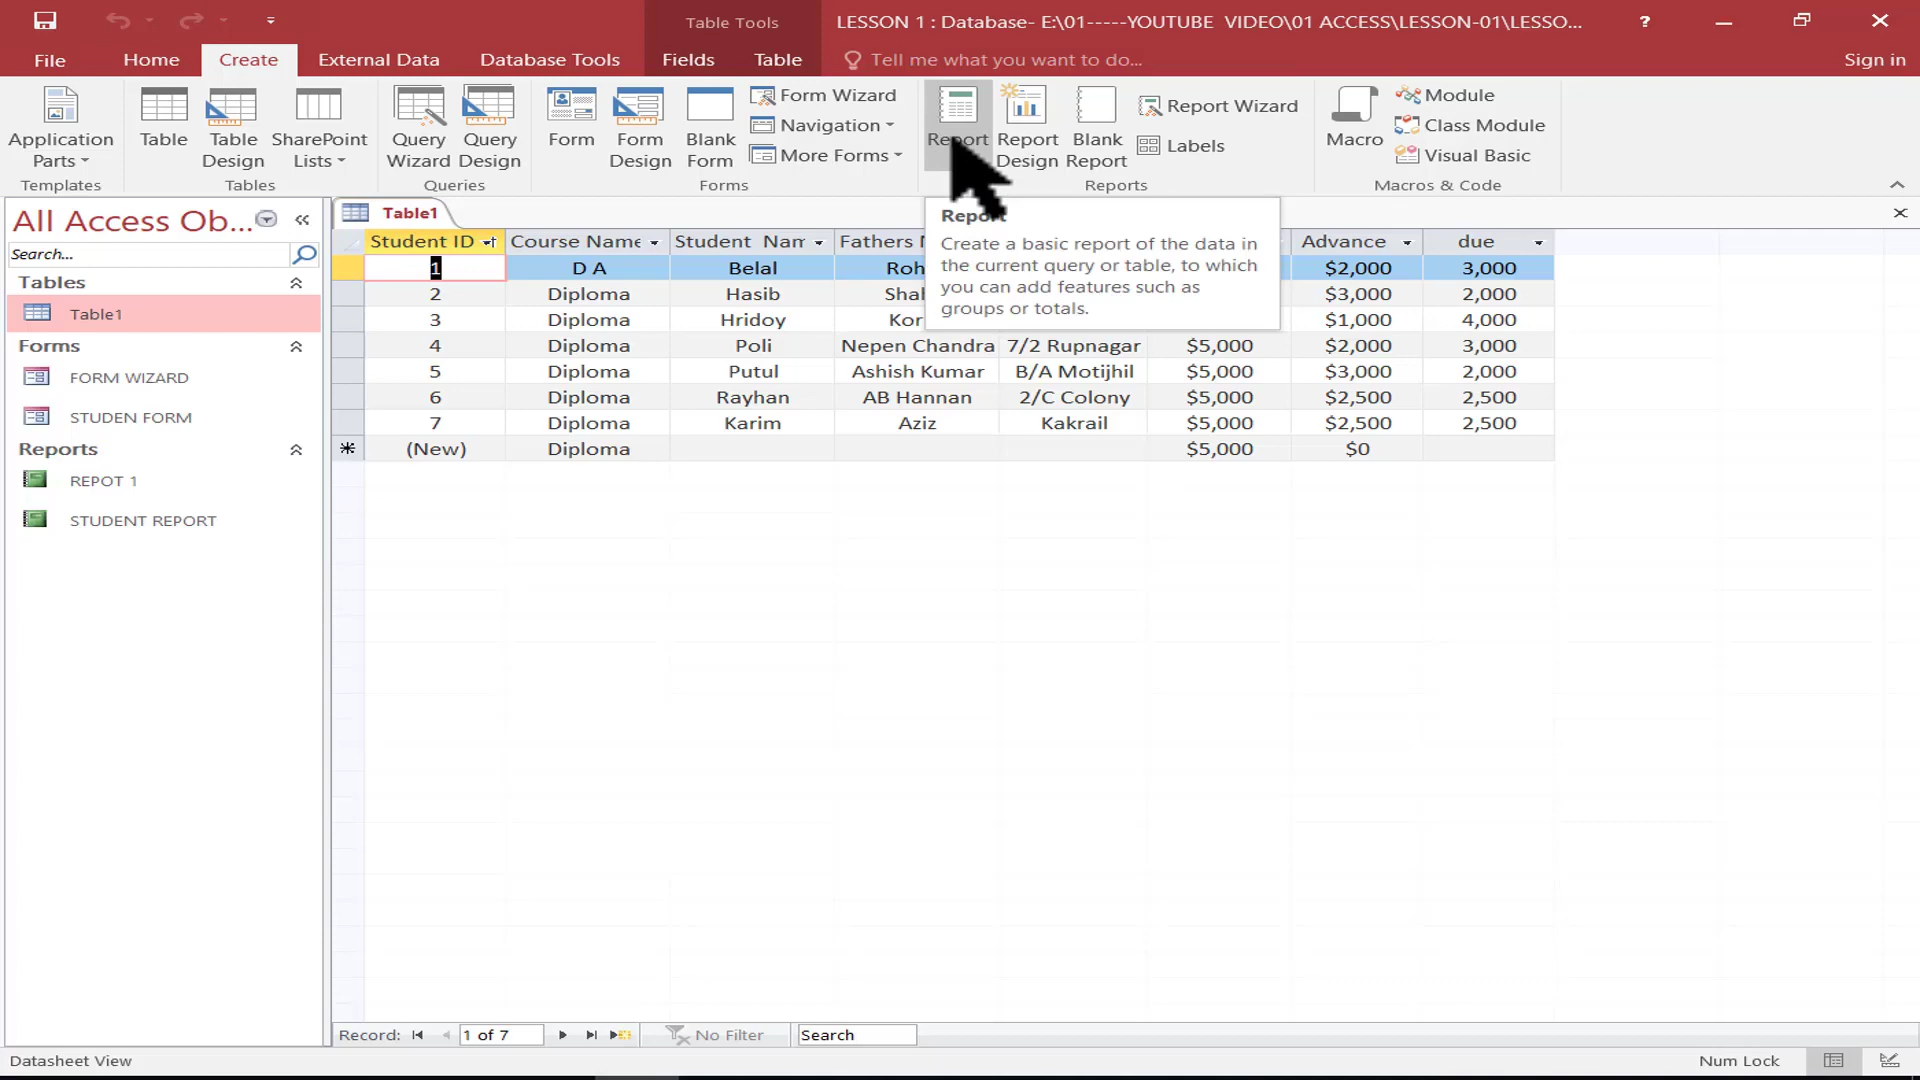 Table Tools
LESSON 1 : Database- E:\01-----YOUTUBE VIDEO\01 ACCESS\LESSON-01\LESSO...
?
File
Home
Create
External Data
Database Tools
Fields
Table
Tell me what you want to do...
Sign in
Application Parts
Templates
Table
Table Design
SharePoint Lists
Tables
Query Wizard
Query Design
Queries
Form
Form Design
Blank Form
Form Wizard
Navigation
More Forms
Forms
Report
Report Design
Blank Report
Report Wizard
Labels
Reports
Macro
Module
Class Module
Visual Basic
Macros & Code
All Access Ob...
Search...
Tables
Table1
Forms
FORM WIZARD
STUDEN FORM
Reports
REPOT 1
STUDENT REPORT
Table1
Student ID Course Name Student Nam Fathers Advance due
1 D A Belal Roh $2,000 3,000
2 Diploma Hasib $3,000 2,000
3 Diploma Hridoy Kor $1,000 4,000
4 Diploma Poli Nepen Chandra 7/2 Rupnagar $5,000 $2,000 3,000
5 Diploma Putul Ashish Kumar B/A Motijhil $5,000 $3,000 2,000
6 Diploma Rayhan AB Hannan 2/C Colony $5,000 $2,500 2,500
7 Diploma Karim Aziz Kakrail $5,000 $2,500 2,500
(New) Diploma $5,000 $0
Report
Create a basic report of the data in
the current query or table, to which
you can add features such as
groups or totals.
Record: 1 of 7 No Filter Search
Datasheet View
Num Lock